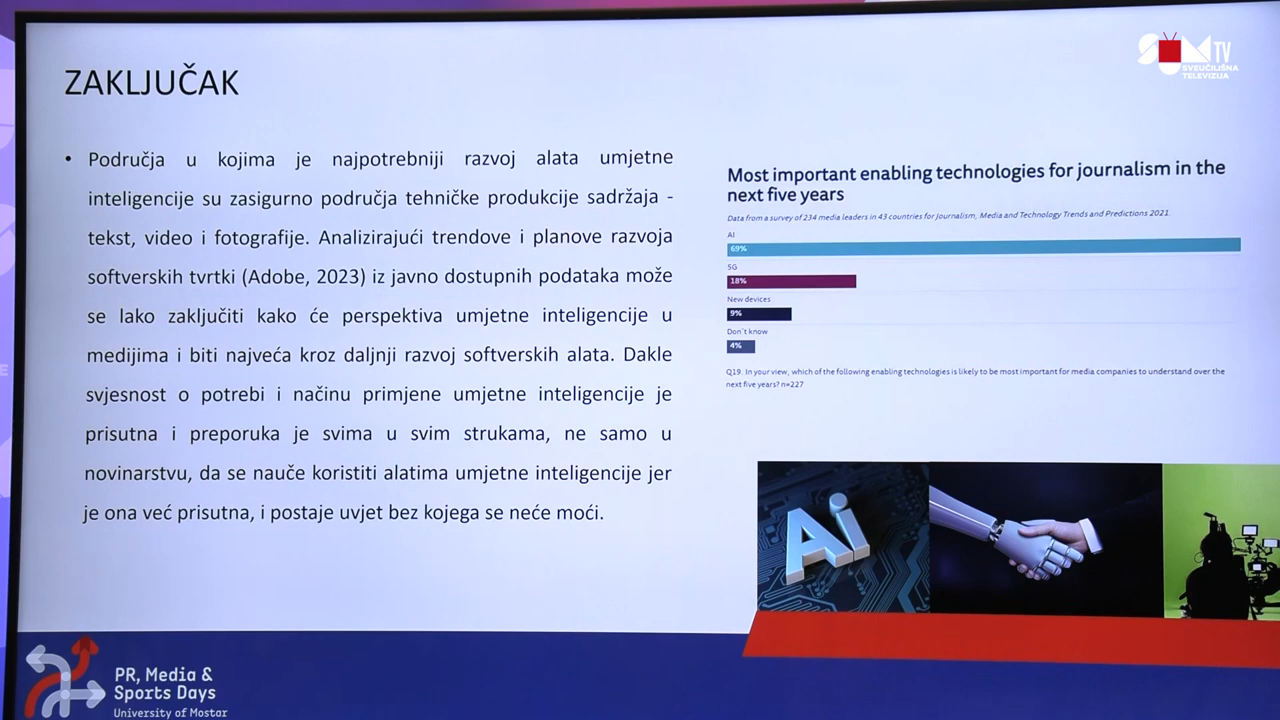 SUM TV
SVEUČILIŠNA
TELEVIZIJA
ZAKLJUČAK
• Područja u kojima je najpotrebniji razvoj alata umjetne
inteligencije su zasigurno područja tehničke produkcije sadržaja -
tekst, video i fotografije. Analizirajući trendove i planove razvoja
softverskih tvrtki (Adobe, 2023) iz javno dostupnih podataka može
se lako zaključiti kako će perspektiva umjetne inteligencije u
medijima i biti najveća kroz daljnji razvoj softverskih alata. Dakle
svjesnost o potrebi i načinu primjene umjetne inteligencije je
prisutna i preporuka je svima u svim strukama, ne samo u
novinarstvu, da se nauče koristiti alatima umjetne inteligencije jer
je ona već prisutna, i postaje uvjet bez kojega se neće moći.
Most important enabling technologies for journalism in the
next five years
Data from a survey of 234 media leaders in 43 countries for Journalism, Media and Technology Trends and Predictions 2021.
AI
69%
5G
18%
New devices
9%
Don't know
4%
Q19. In your view, which of the following enabling technologies is likely to be most important for media companies to understand over the
next five years? n=227
Ai
PR, Media &
Sports Days
University of Mostar